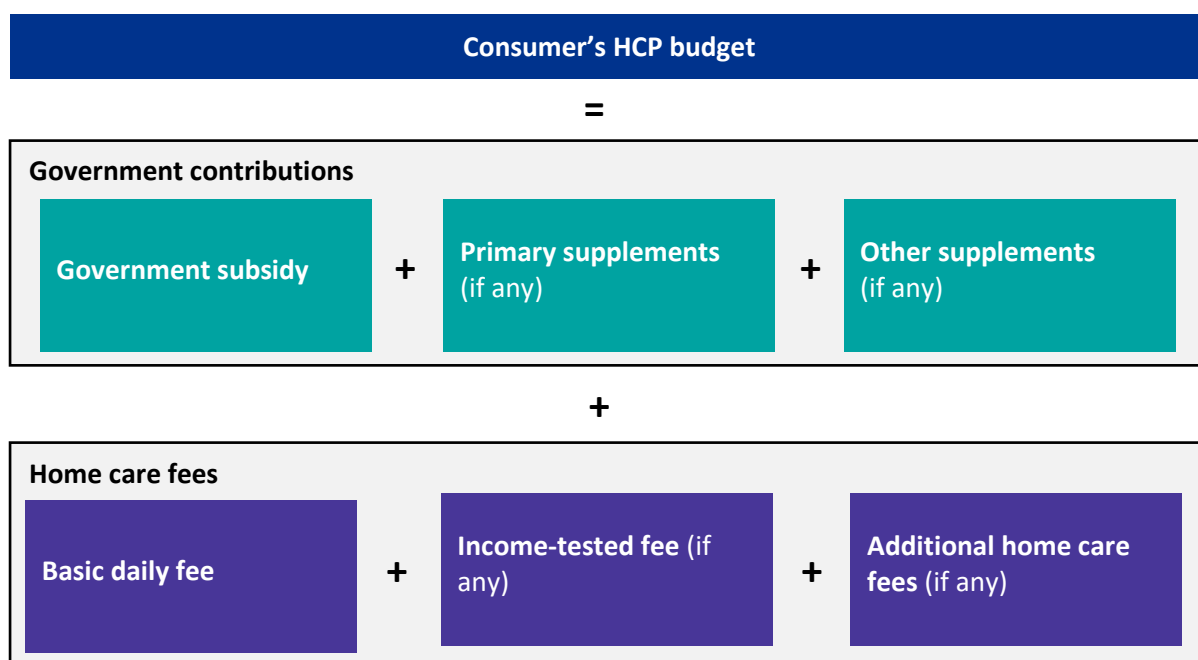 Consumer’s HCP budget
=
Government contributions
Government subsidy
+
Primary supplements
(if any)
+
Other supplements
(if any)
+
Home care fees
Basic daily fee
+
Income-tested fee (if
any)
+
Additional home care
fees (if any)